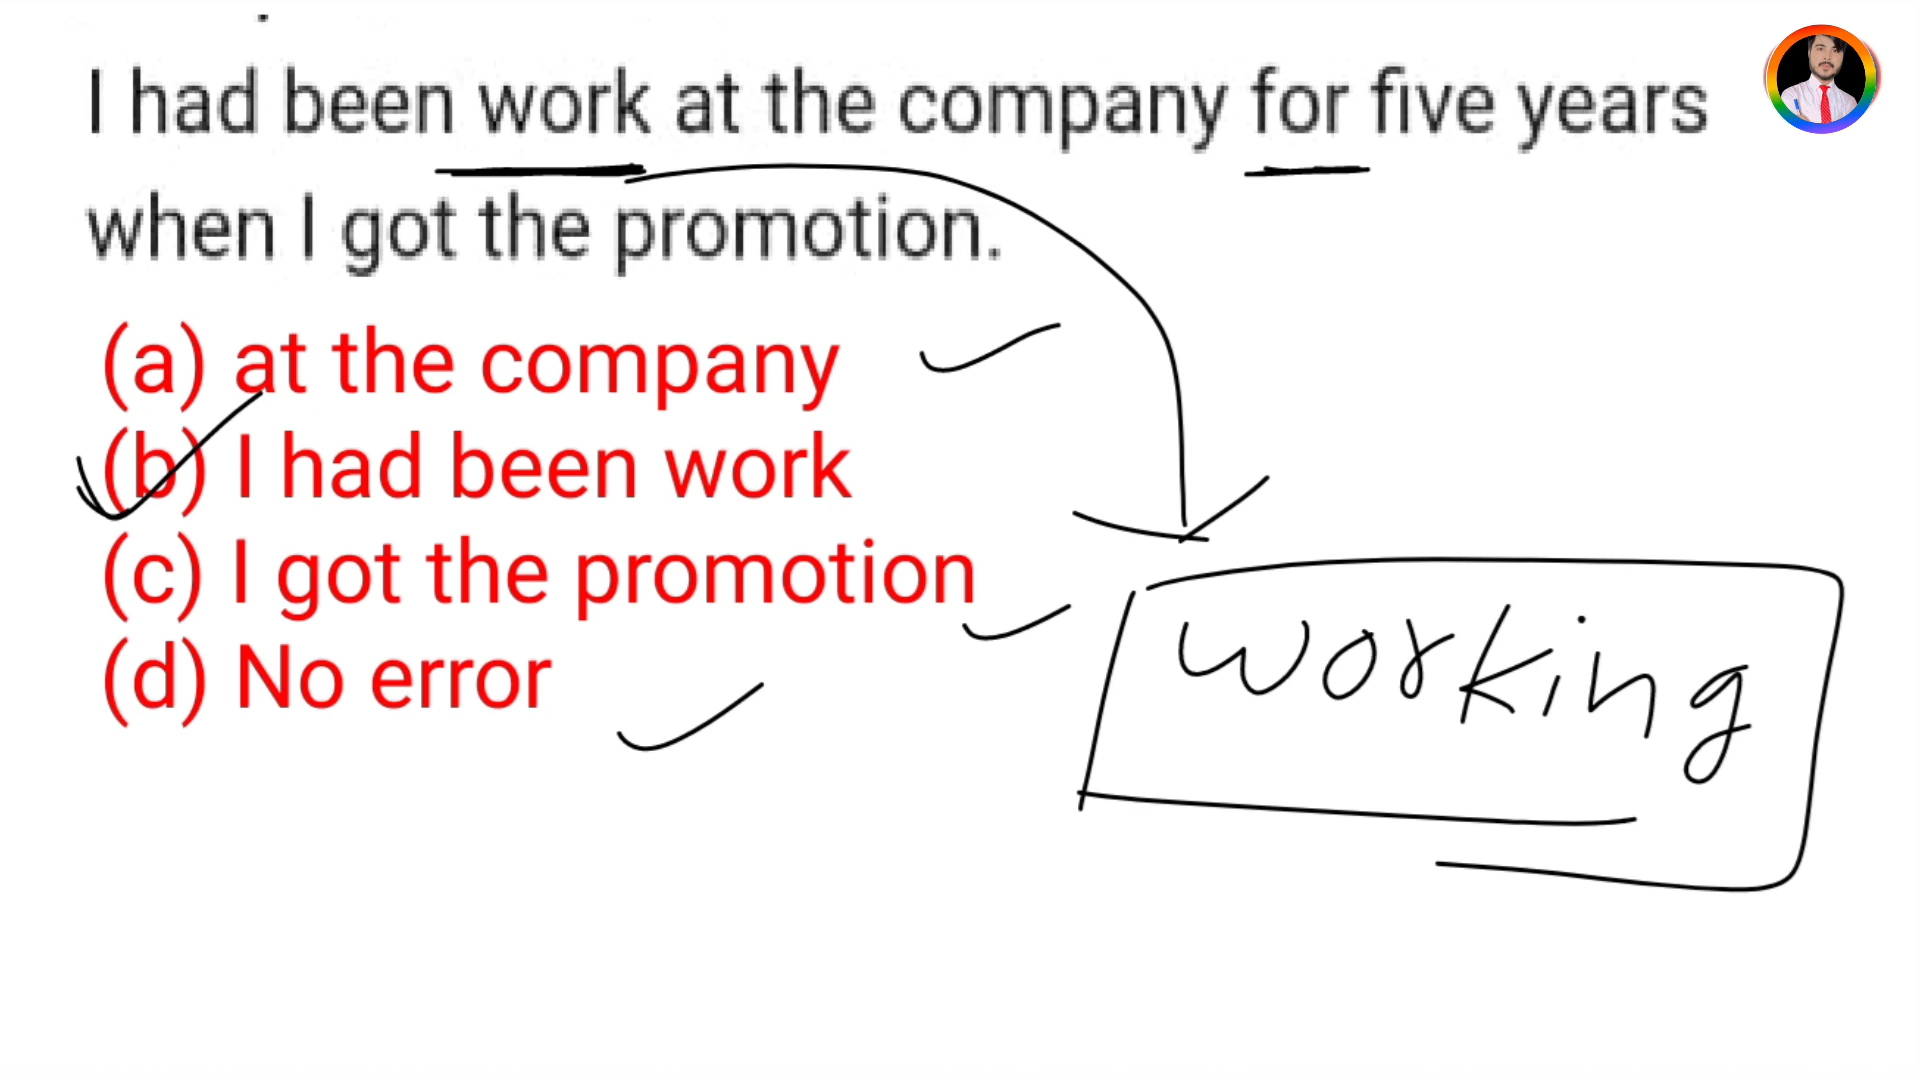 I had been work at the company for five years
when I got the promotion.
(a) at the company
(b) I had been work
(c) I got the promotion
(d) No error
working